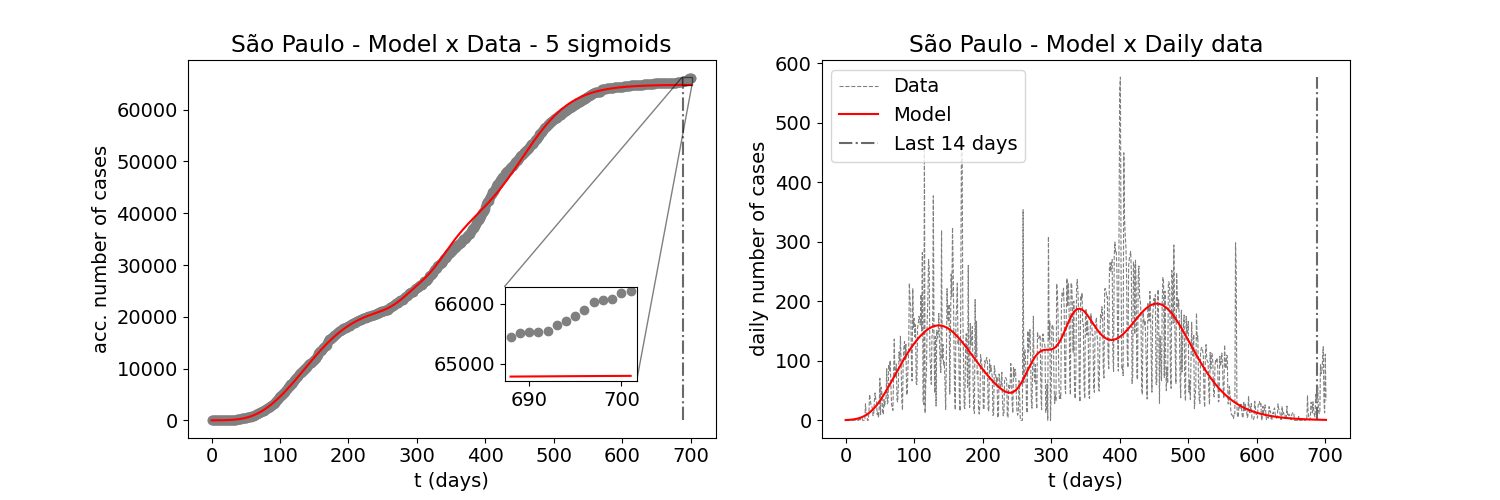 São Paulo - Model x Data - 5 sigmoids
acc. number of cases
60000
50000
40000
30000
20000
10000
0
66000
65000
690 700
0 100 200 300 400 500 600 700
t (days)
São Paulo - Model x Daily data
daily number of cases
600
500
400
300
200
100
0
Data
Model
Last 14 days
0 100 200 300 400 500 600 700
t (days)